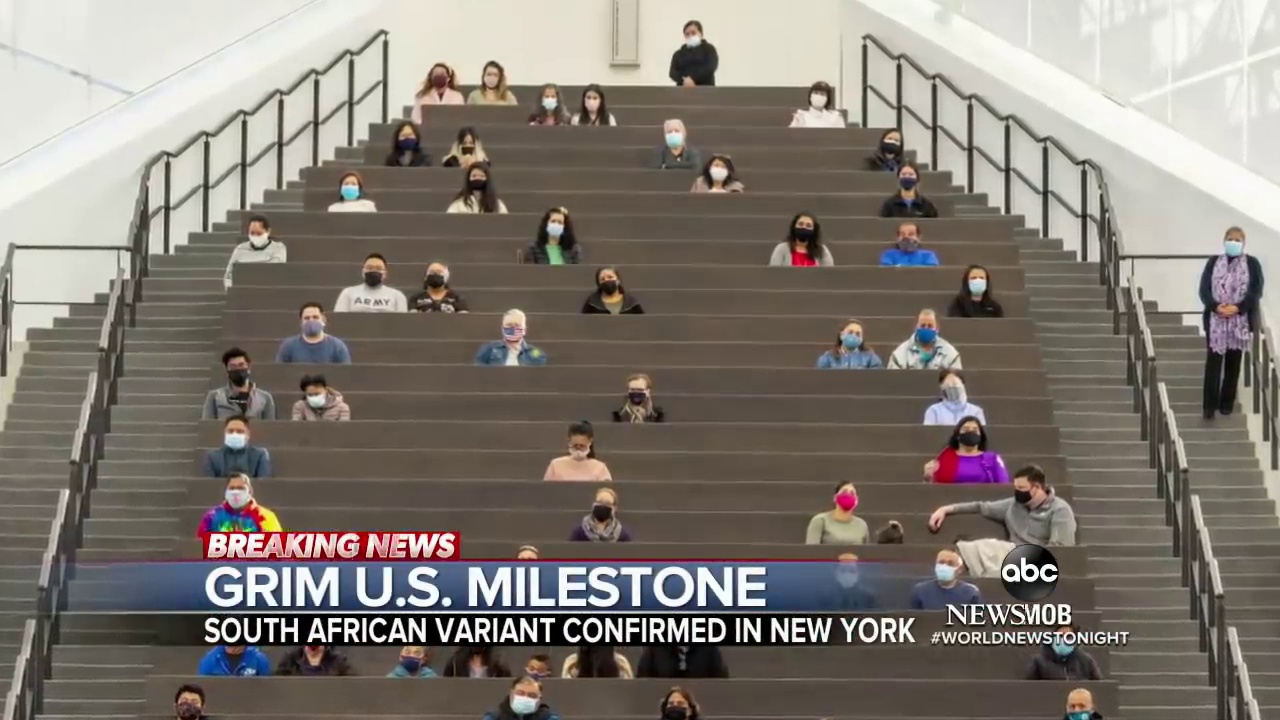 ARMY
BREAKING NEWS
GRIM U.S. MILESTONE
abc
NEWSMOB
SOUTH AFRICAN VARIANT CONFIRMED IN NEW YORK
#WORLDNEWSTONIGHT